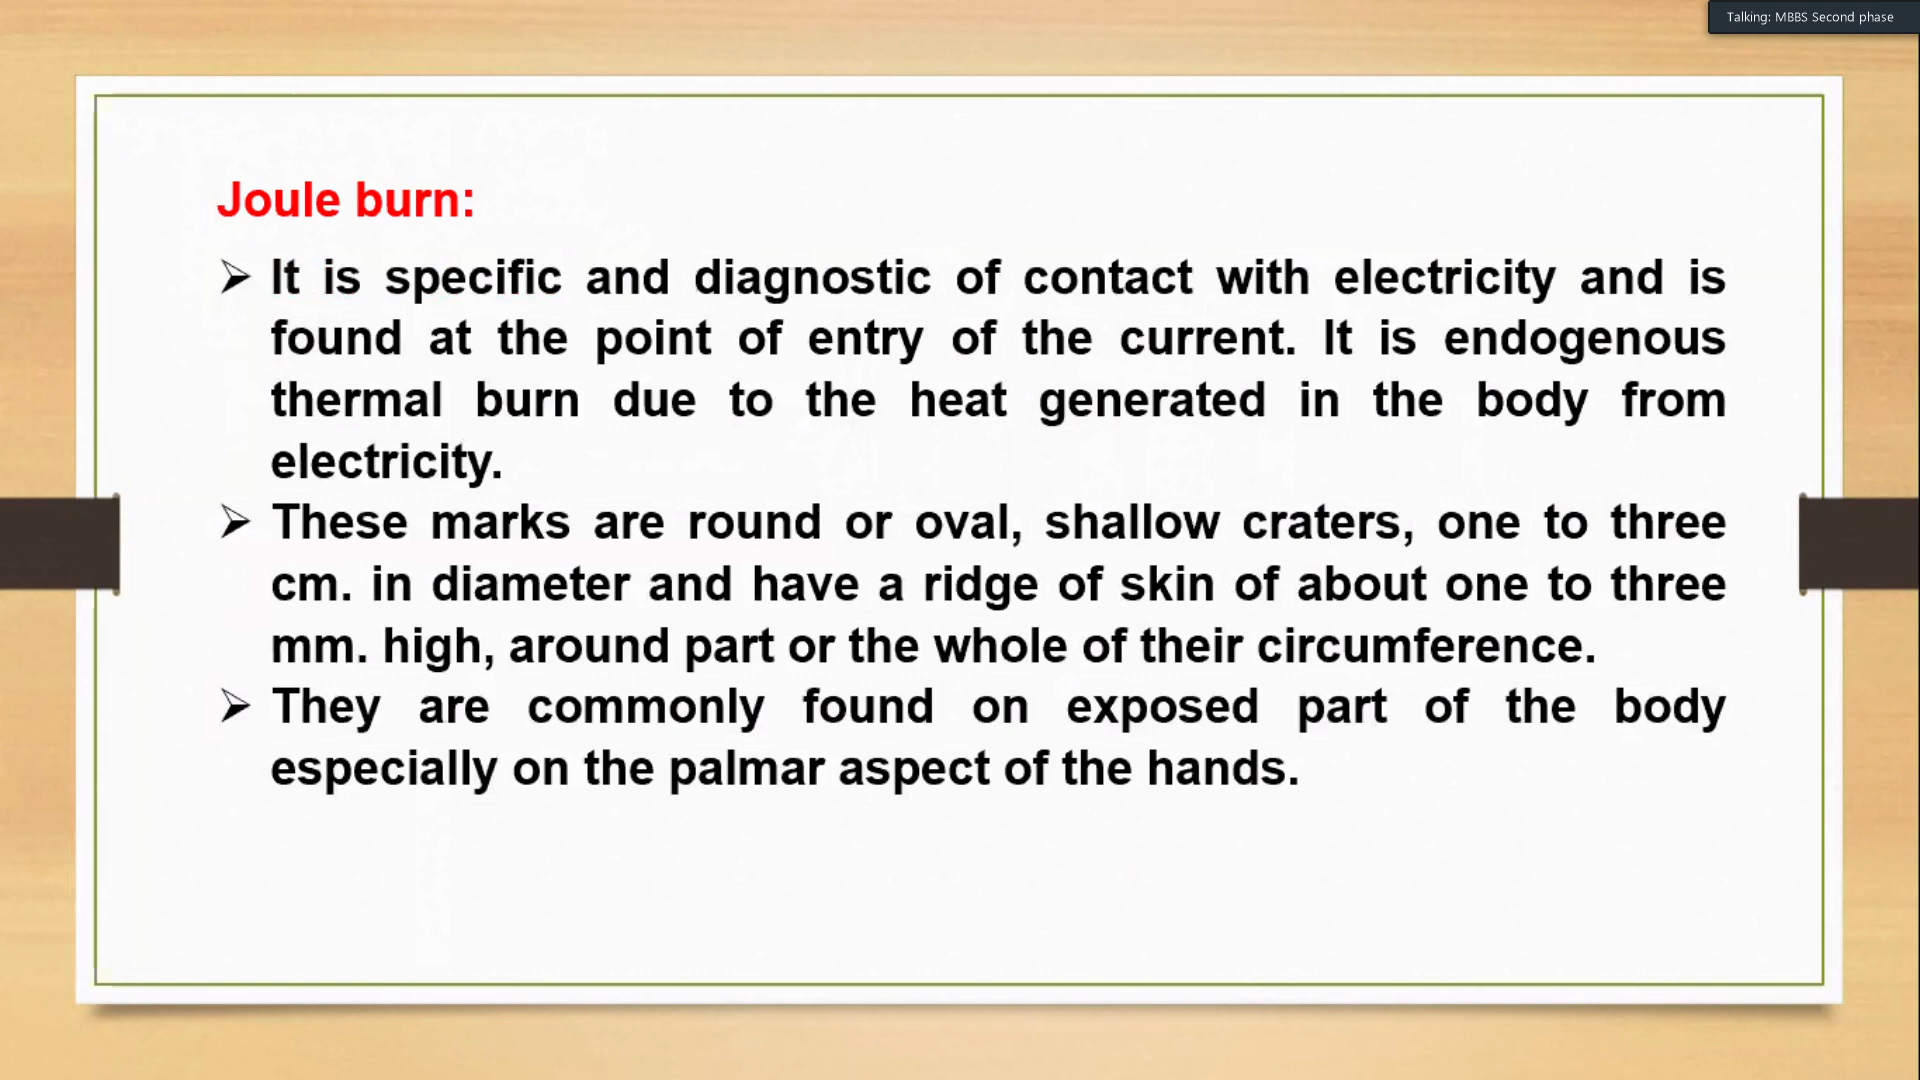 Talking: MBBS Second phase
Joule burn:
➢ It is specific and diagnostic of contact with electricity and is
found at the point of entry of the current. It is endogenous
thermal burn due to the heat generated in the body from
electricity.
➢ These marks are round or oval, shallow craters, one to three
cm. in diameter and have a ridge of skin of about one to three
mm. high, around part or the whole of their circumference.
➢ They are commonly found on exposed part of the body
especially on the palmar aspect of the hands.